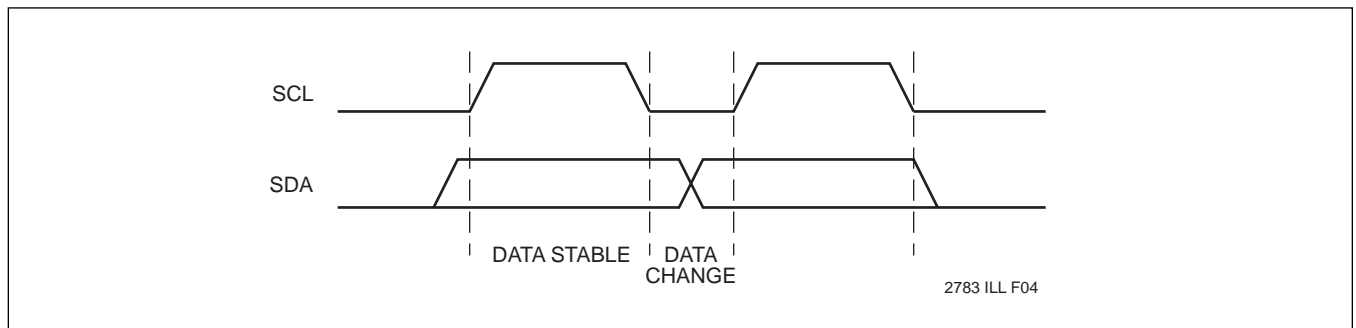 SCL
SDA
DATA STABLE
DATA
CHANGE
2783 ILL F04